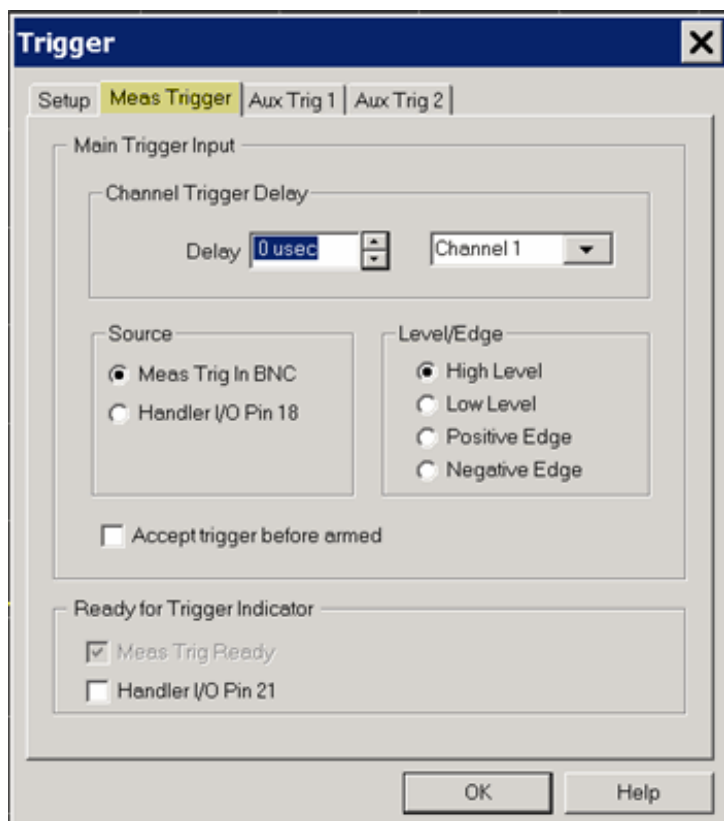 Trigger
Setup Meas Trigger Aux Trig 1 Aux Trig 2
Main Trigger Input
Channel Trigger Delay
Delay 0 usec Channel 1
Source Level/Edge
Meas Trig In BNC High Level
Handler I/O Pin 18 Low Level
Positive Edge
Negative Edge
Accept trigger before armed
Ready for Trigger Indicator
Meas Trig Ready
Handler I/O Pin 21
OK Help